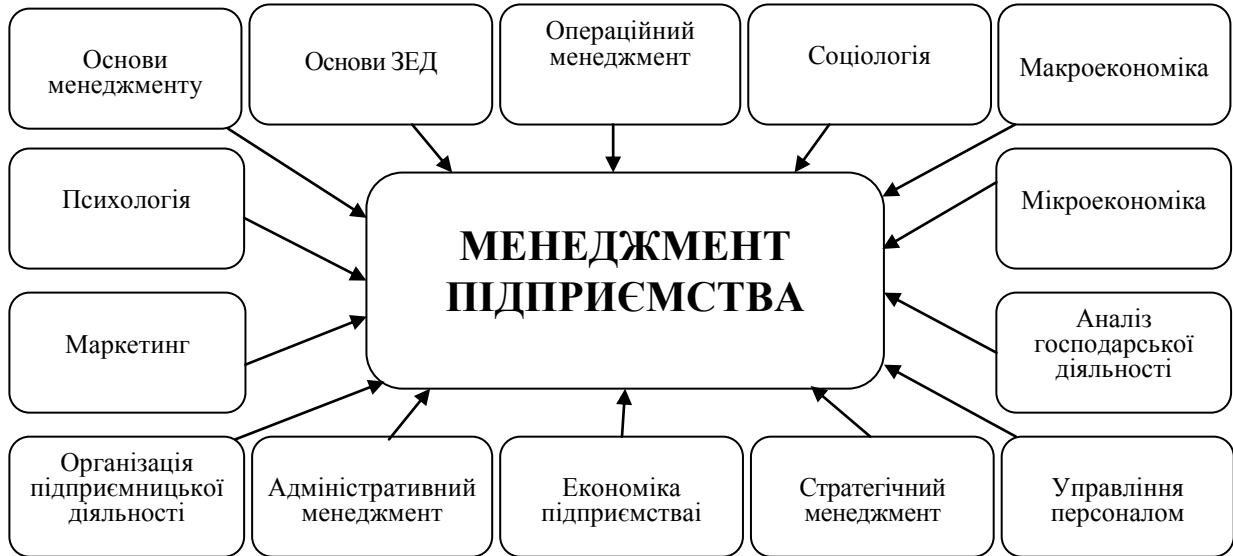 Основи
менеджменту
Основи ЗЕД
Операційний
менеджмент
Соціологія
Макроекономіка
Психологія
МЕНЕДЖМЕНТ
ПІДПРИЄМСТВА
Мікроекономіка
Маркетинг
Аналіз
господарської
діяльності
Організація
підприємницької
діяльності
Адміністративний
менеджмент
Економіка
підприємстваі
Стратегічний
менеджмент
Управління
персоналом